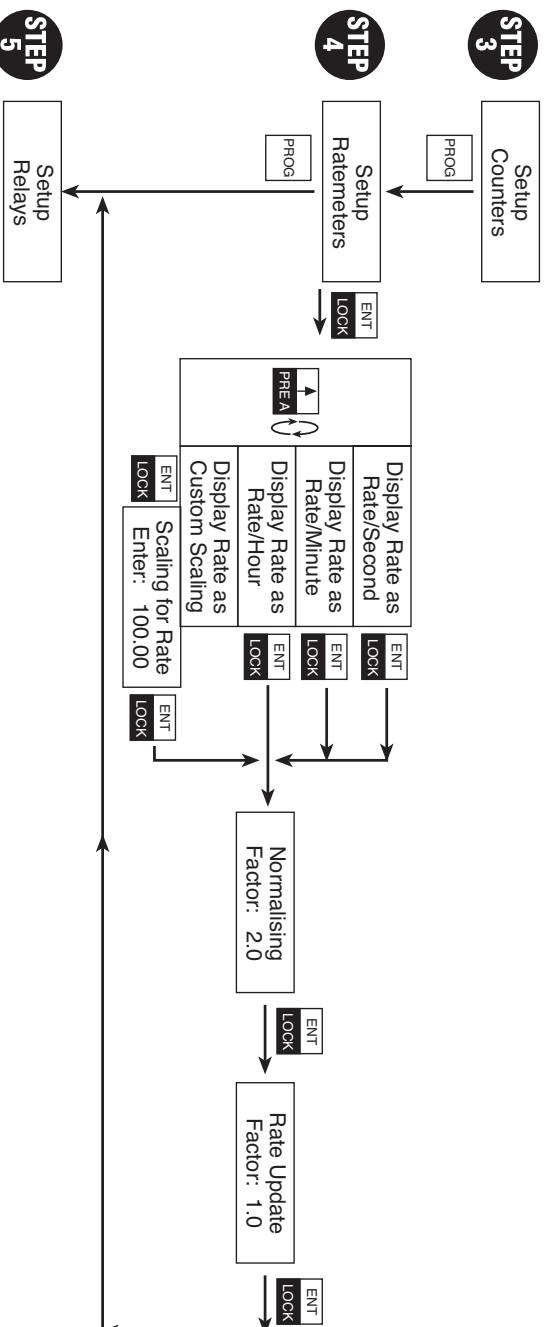 STEP
3
Setup
Counters
PROG
STEP
4
Setup
Ratemeters
PROG
STEP
5
Setup
Relays
ENT
LOCK
PRE A
Display Rate as
Rate/Second
Display Rate as
Rate/Minute
Display Rate as
Rate/Hour
Display Rate as
Custom Scaling
ENT
LOCK
ENT
LOCK
ENT
LOCK
ENT
LOCK
Scaling for Rate
Enter: 100.00
ENT
LOCK
Normalising
Factor: 2.0
ENT
LOCK
Rate Update
Factor: 1.0
ENT
LOCK